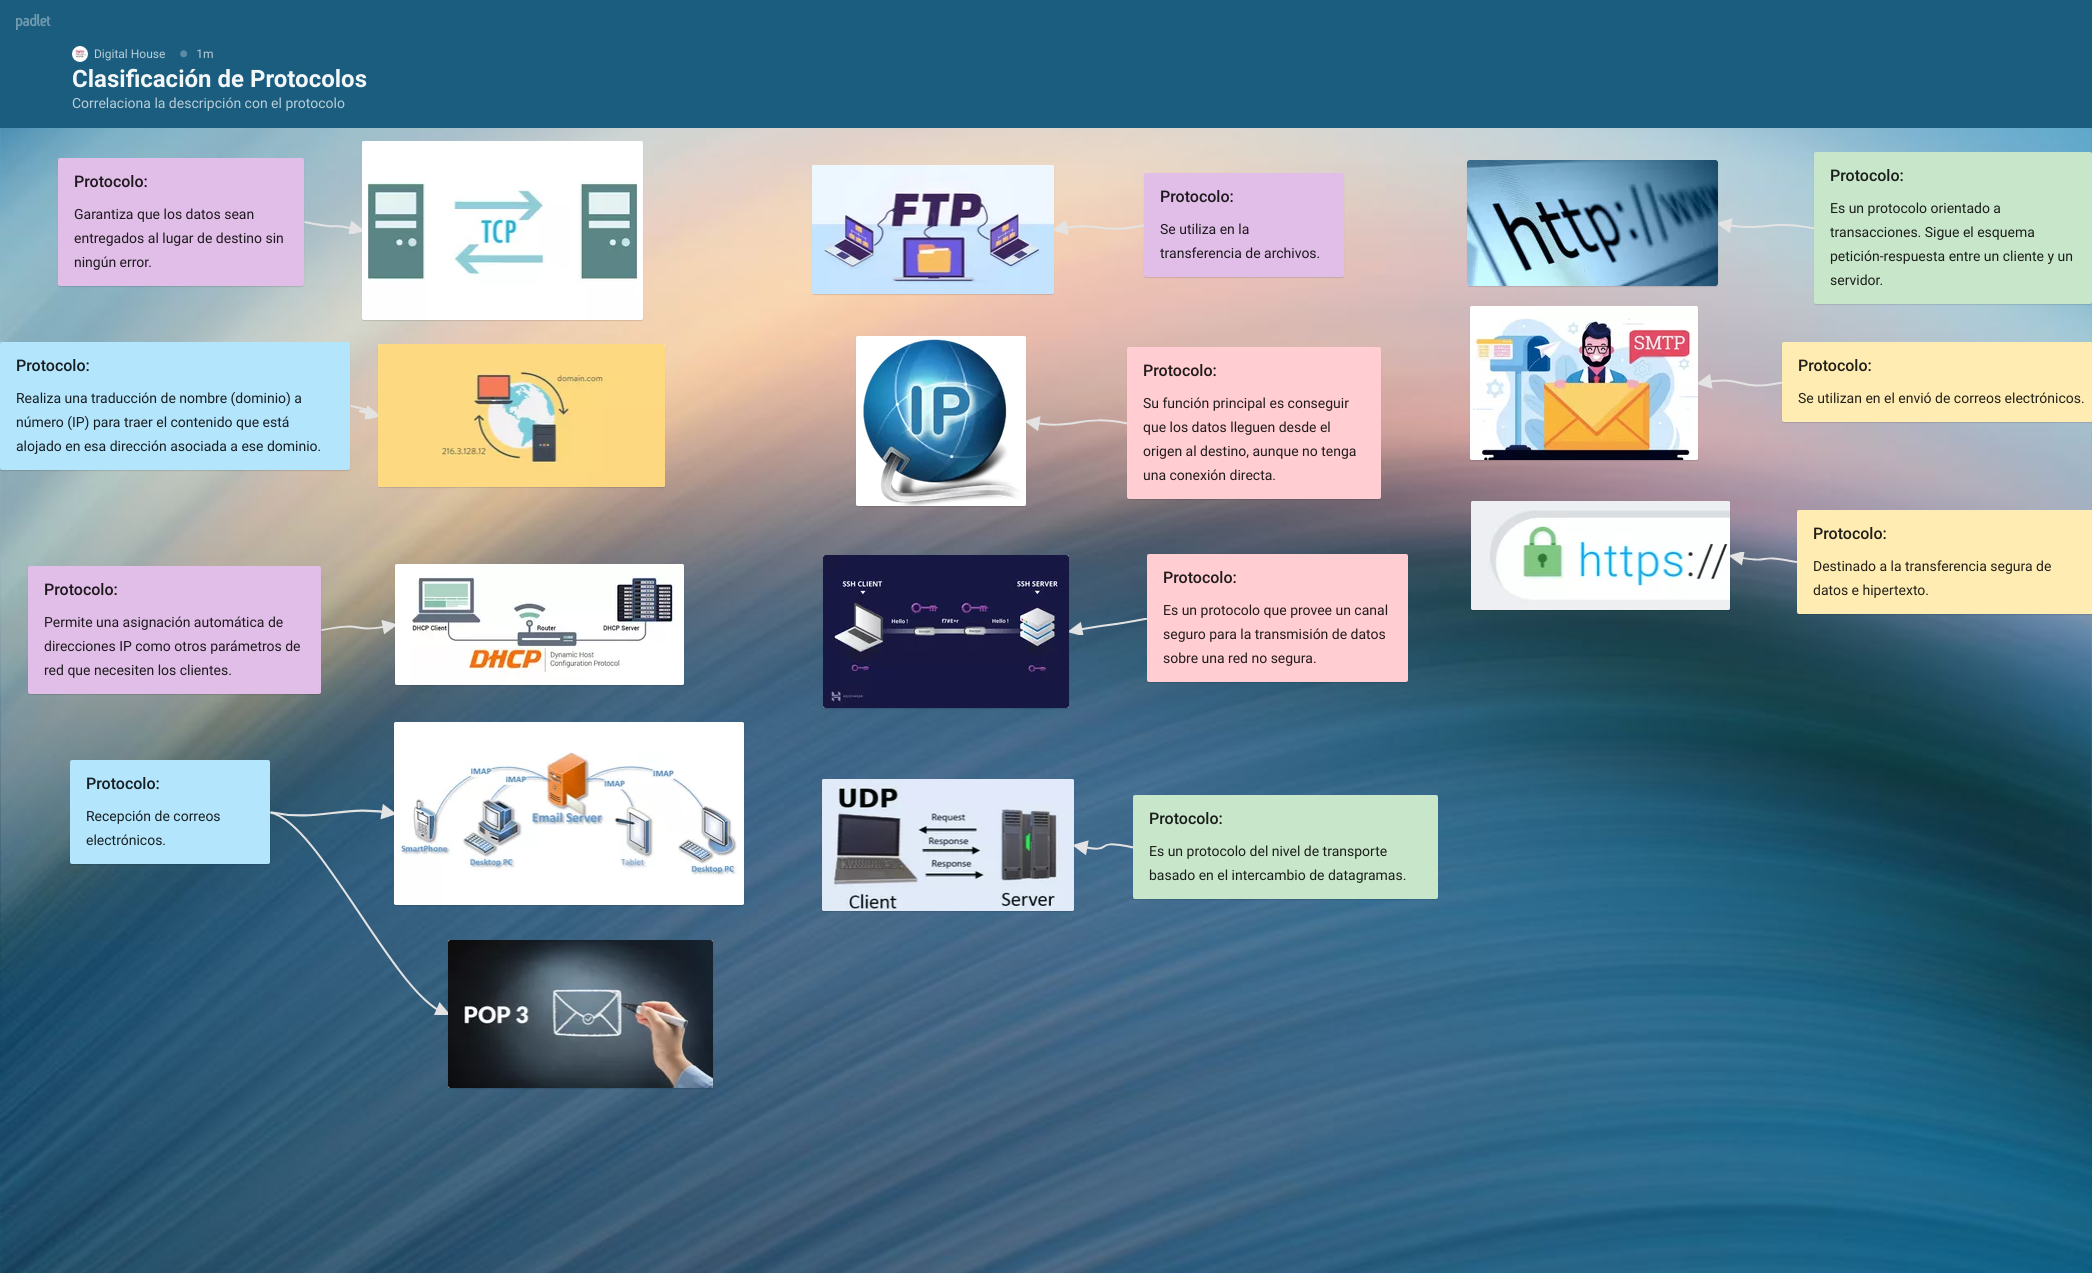 padlet
Digital House 1m
Clasificación de Protocolos
Correlaciona la descripción con el protocolo
Protocolo:
Garantiza que los datos sean
entregados al lugar de destino sin
ningún error.
TCP
Protocolo:
Realiza una traducción de nombre (dominio) a
número (IP) para traer el contenido que está
alojado en esa dirección asociada a ese dominio.
domain.com
216.3.128.12
Protocolo:
Permite una asignación automática de
direcciones IP como otros parámetros de
red que necesiten los clientes.
DHCP Client
Router
DHCP Server
DHCP
Dynamic Host
Configuration Protocol
Protocolo:
Recepción de correos
electrónicos.
IMAP
IMAP
IMAP
IMAP
Email Server
SmartPhone
Desktop PC
Tablet
Desktop PC
POP 3
FTP
Protocolo:
Se utiliza en la
transferencia de archivos.
IP
Protocolo:
Su función principal es conseguir
que los datos lleguen desde el
origen al destino, aunque no tenga
una conexión directa.
SSH CLIENT
SSH SERVER
Hello !
f7#E+r
Hello !
Protocolo:
Es un protocolo que provee un canal
seguro para la transmisión de datos
sobre una red no segura.
UDP
Request
Response
Response
Client
Server
Protocolo:
Es un protocolo del nivel de transporte
basado en el intercambio de datagramas.
http://www
Protocolo:
Es un protocolo orientado a
transacciones. Sigue el esquema
petición-respuesta entre un cliente y un
servidor.
SMTP
Protocolo:
Se utilizan en el envió de correos electrónicos.
https://
Protocolo:
Destinado a la transferencia segura de
datos e hipertexto.